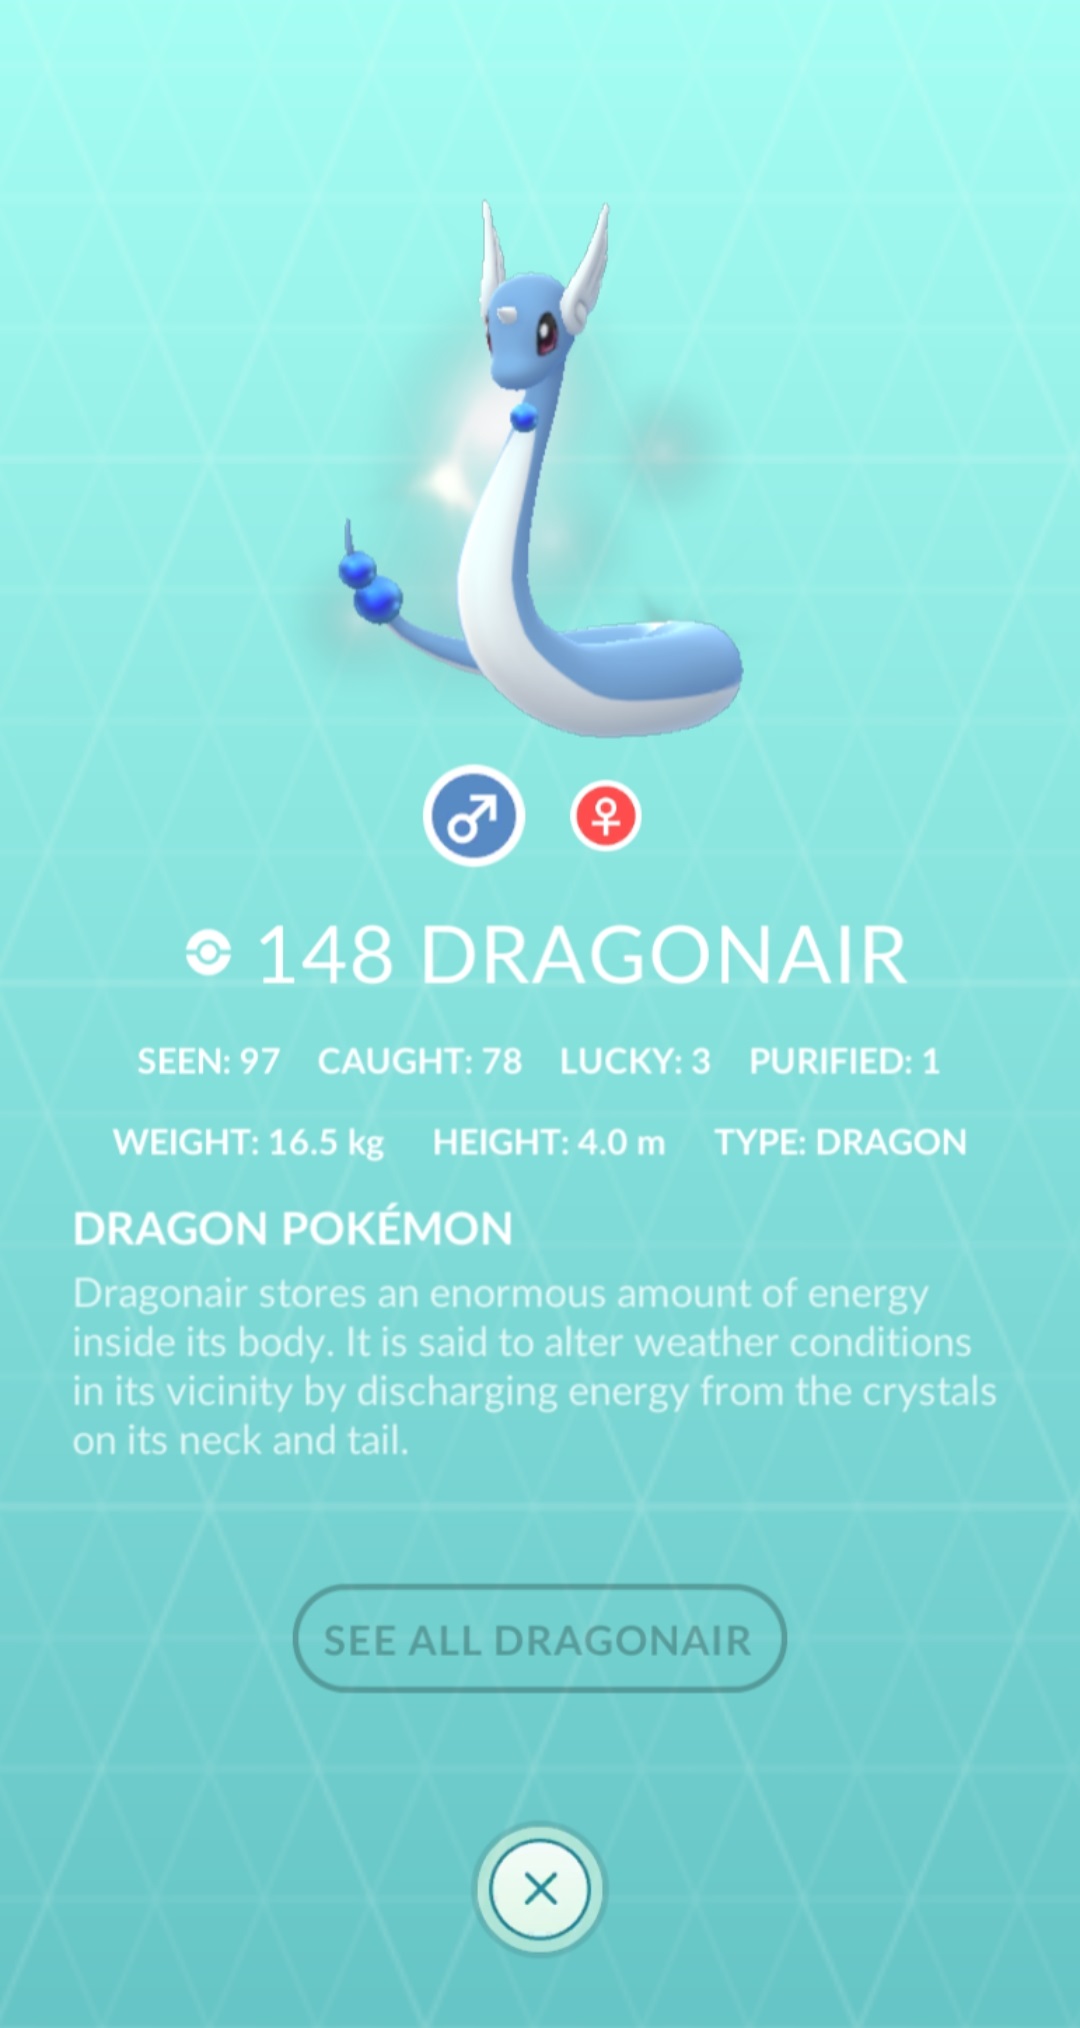 148 DRAGONAIR
SEEN: 97 CAUGHT: 78 LUCKY: 3 PURIFIED: 1
WEIGHT: 16.5 kg HEIGHT: 4.0 m TYPE: DRAGON
DRAGON POKÉMON
Dragonair stores an enormous amount of energy
inside its body. It is said to alter weather conditions
in its vicinity by discharging energy from the crystals
on its neck and tail.
SEE ALL DRAGONAIR